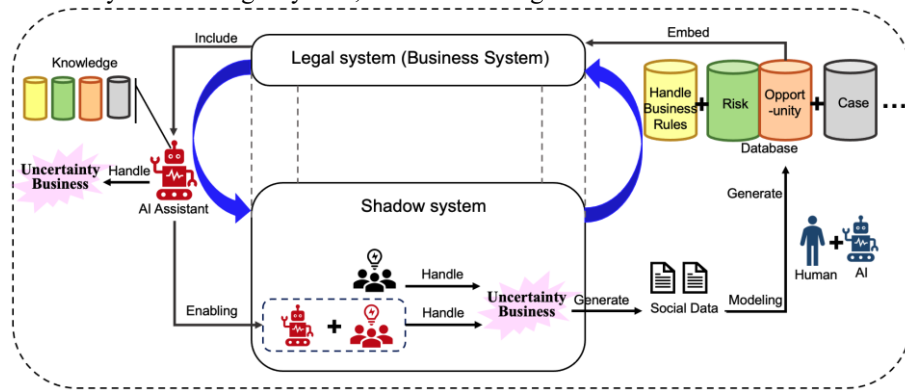 Include
Legal system (Business System)
Embed
Knowledge
Handle
Business
Rules
+
Risk
Opport
-unity
+
Case
...
Database
Uncertainty
Business
Handle
AI Assistant
Shadow system
Generate
Handle
Uncertainty
Business
Generate
Social Data
Modeling
Human
+
AI
Enabling
+
Handle